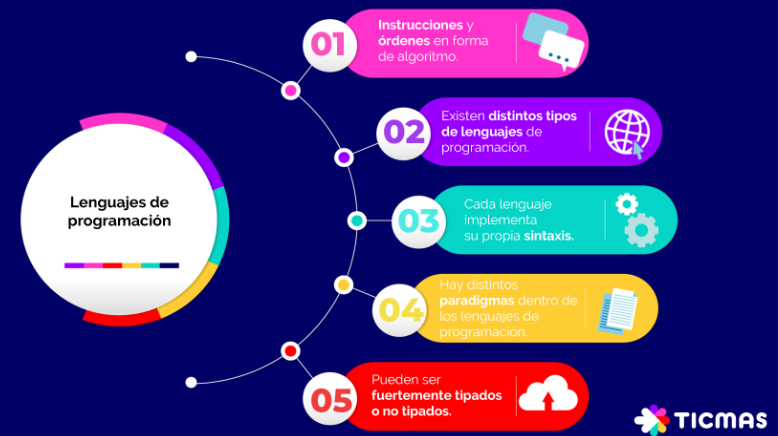 Lenguajes de
programación
01
Instrucciones y
órdenes en forma
de algoritmo.
02
Existen distintos tipos
de lenguajes de
programación.
03
Cada lenguaje
implementa
su propia sintaxis.
04
Hay distintos
paradigmas dentro de
los lenguajes de
programación.
05
Pueden ser
fuertemente tipados
o no tipados.
TICMAS